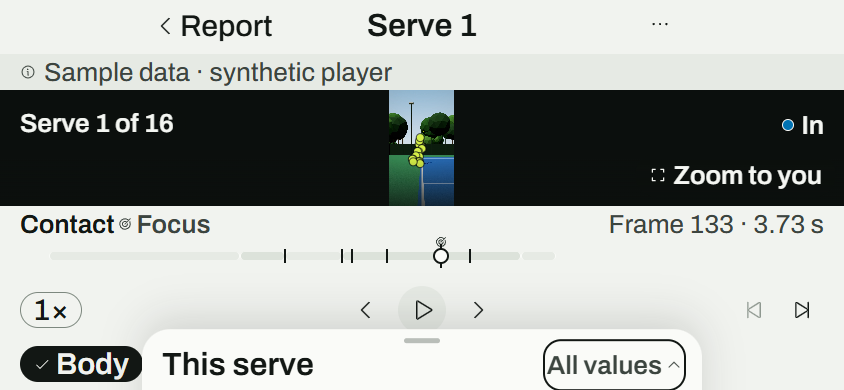 Report
Serve 1
...
Sample data · synthetic player
Serve 1 of 16
In
Zoom to you
Contact Focus
Frame 133 · 3.73 s
1×
Body
This serve
All values